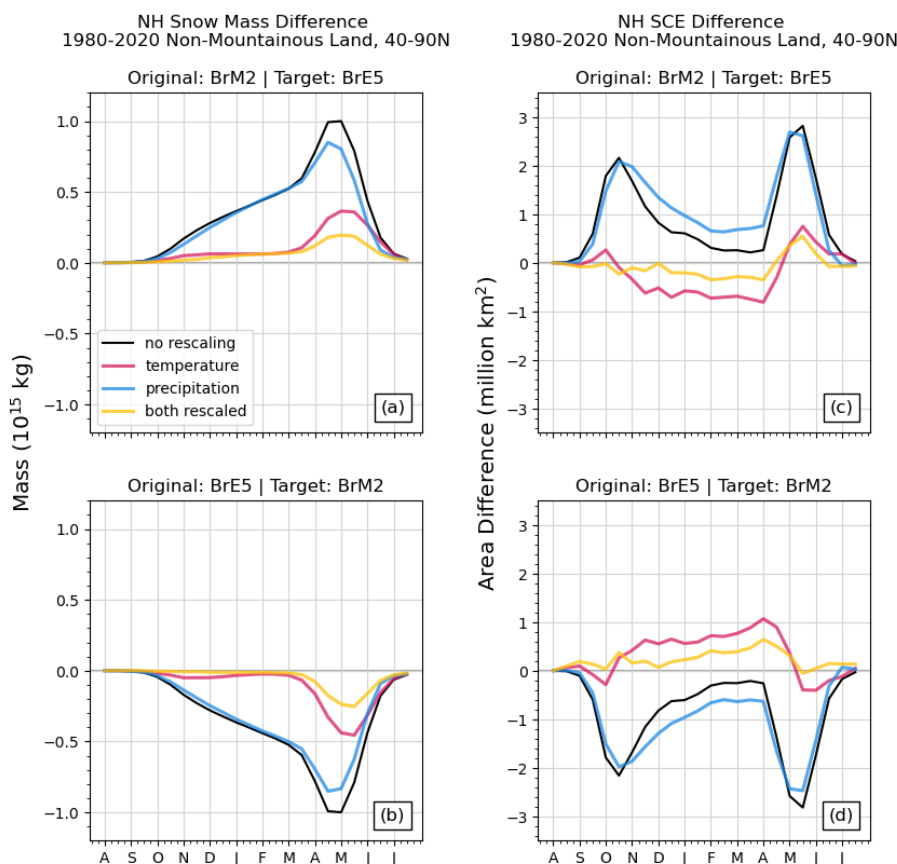 NH Snow Mass Difference
1980-2020 Non-Mountainous Land, 40-90N
NH SCE Difference
1980-2020 Non-Mountainous Land, 40-90N
Original: BrM2 | Target: BrE5
1.0
0.5
0.0
−0.5
−1.0
no rescaling
temperature
precipitation
both rescaled
(a)
Original: BrM2 | Target: BrE5
3
2
1
0
−1
−2
−3
(c)
Mass (10¹⁵ kg)
Area Difference (million km²)
Original: BrE5 | Target: BrM2
1.0
0.5
0.0
−0.5
−1.0
(b)
A S O N D J F M A M J J
Original: BrE5 | Target: BrM2
3
2
1
0
−1
−2
−3
(d)
A S O N D J F M A M J J